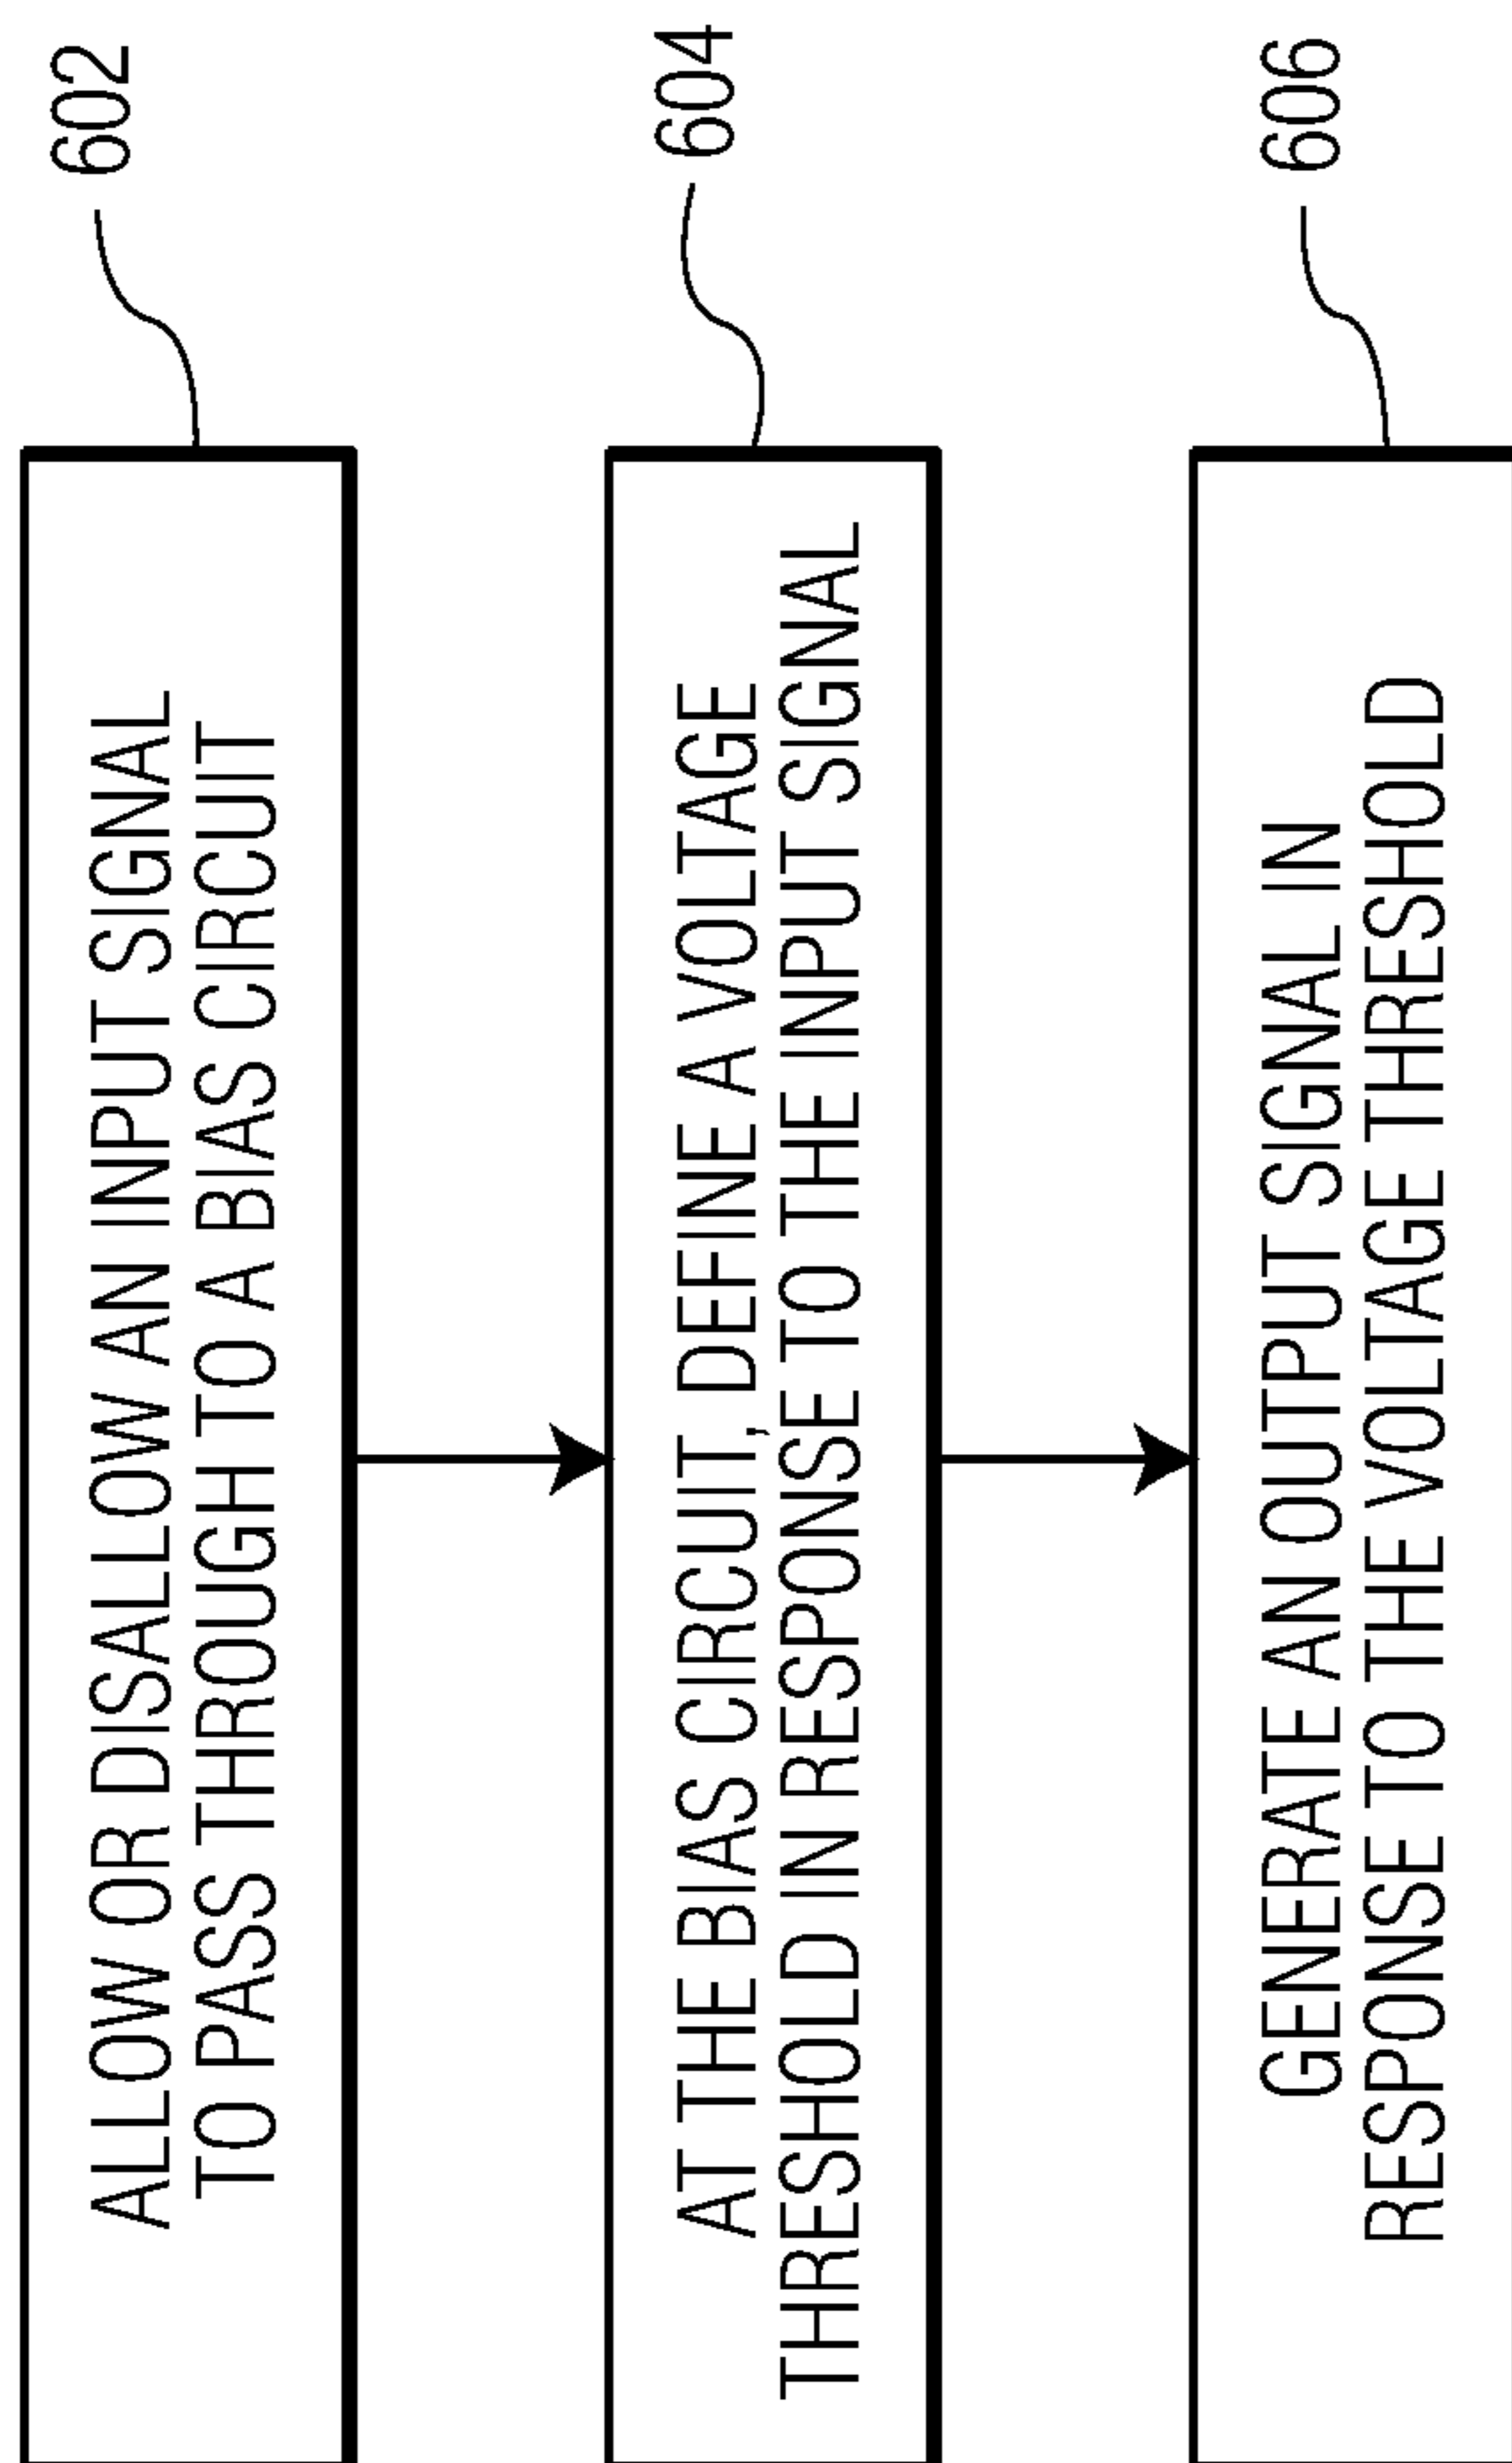 ALLOW OR DISALLOW AN INPUT SIGNAL
TO PASS THROUGH TO A BIAS CIRCUIT
602
AT THE BIAS CIRCUIT, DEFINE A VOLTAGE
THRESHOLD IN RESPONSE TO THE INPUT SIGNAL
604
GENERATE AN OUTPUT SIGNAL IN
RESPONSE TO THE VOLTAGE THRESHOLD
606